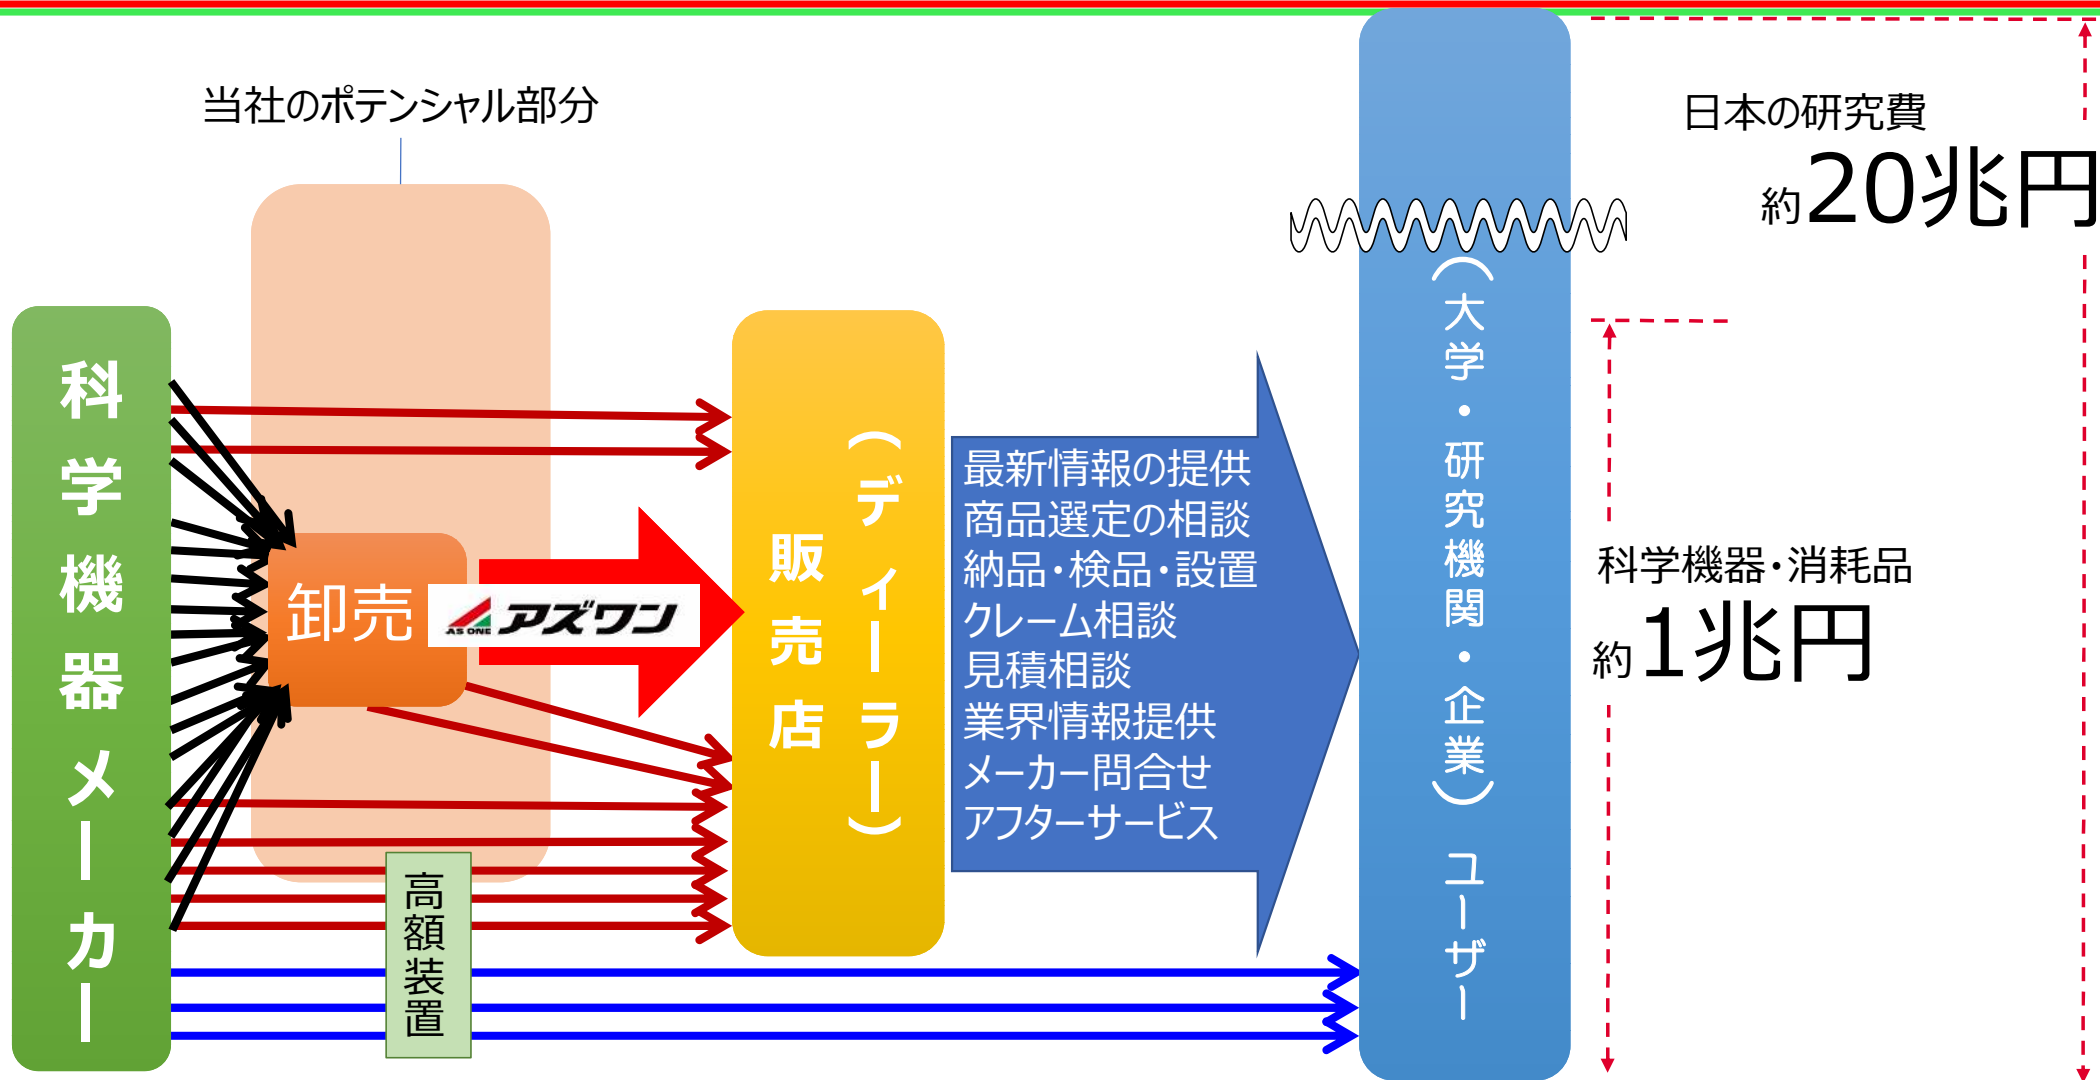 当社のポテンシャル部分
日本の研究費
約20兆円
科学機器メーカー
卸売
AS ONE アズワン
販売店
(ディーラー)
最新情報の提供
商品選定の相談
納品・検品・設置
クレーム相談
見積相談
業界情報提供
メーカー問合せ
アフターサービス
(大学・研究機関・企業) ユーザー
科学機器・消耗品
約1兆円
高額装置